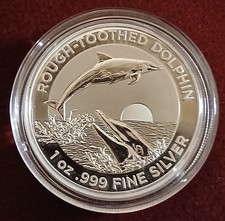 ROUGH-TOOTHED DOLPHIN
1 oz .999 FINE SILVER